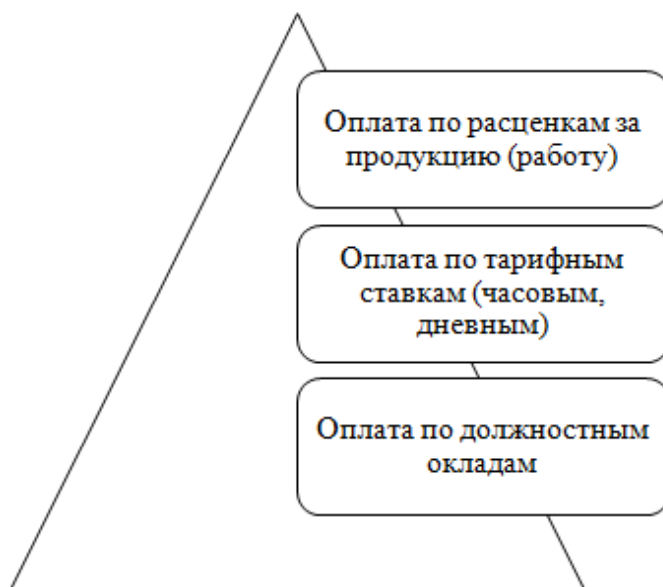 Оплата по расценкам за
продукцию (работу)
Оплата по тарифным
ставкам (часовым,
дневным)
Оплата по должностным
окладам